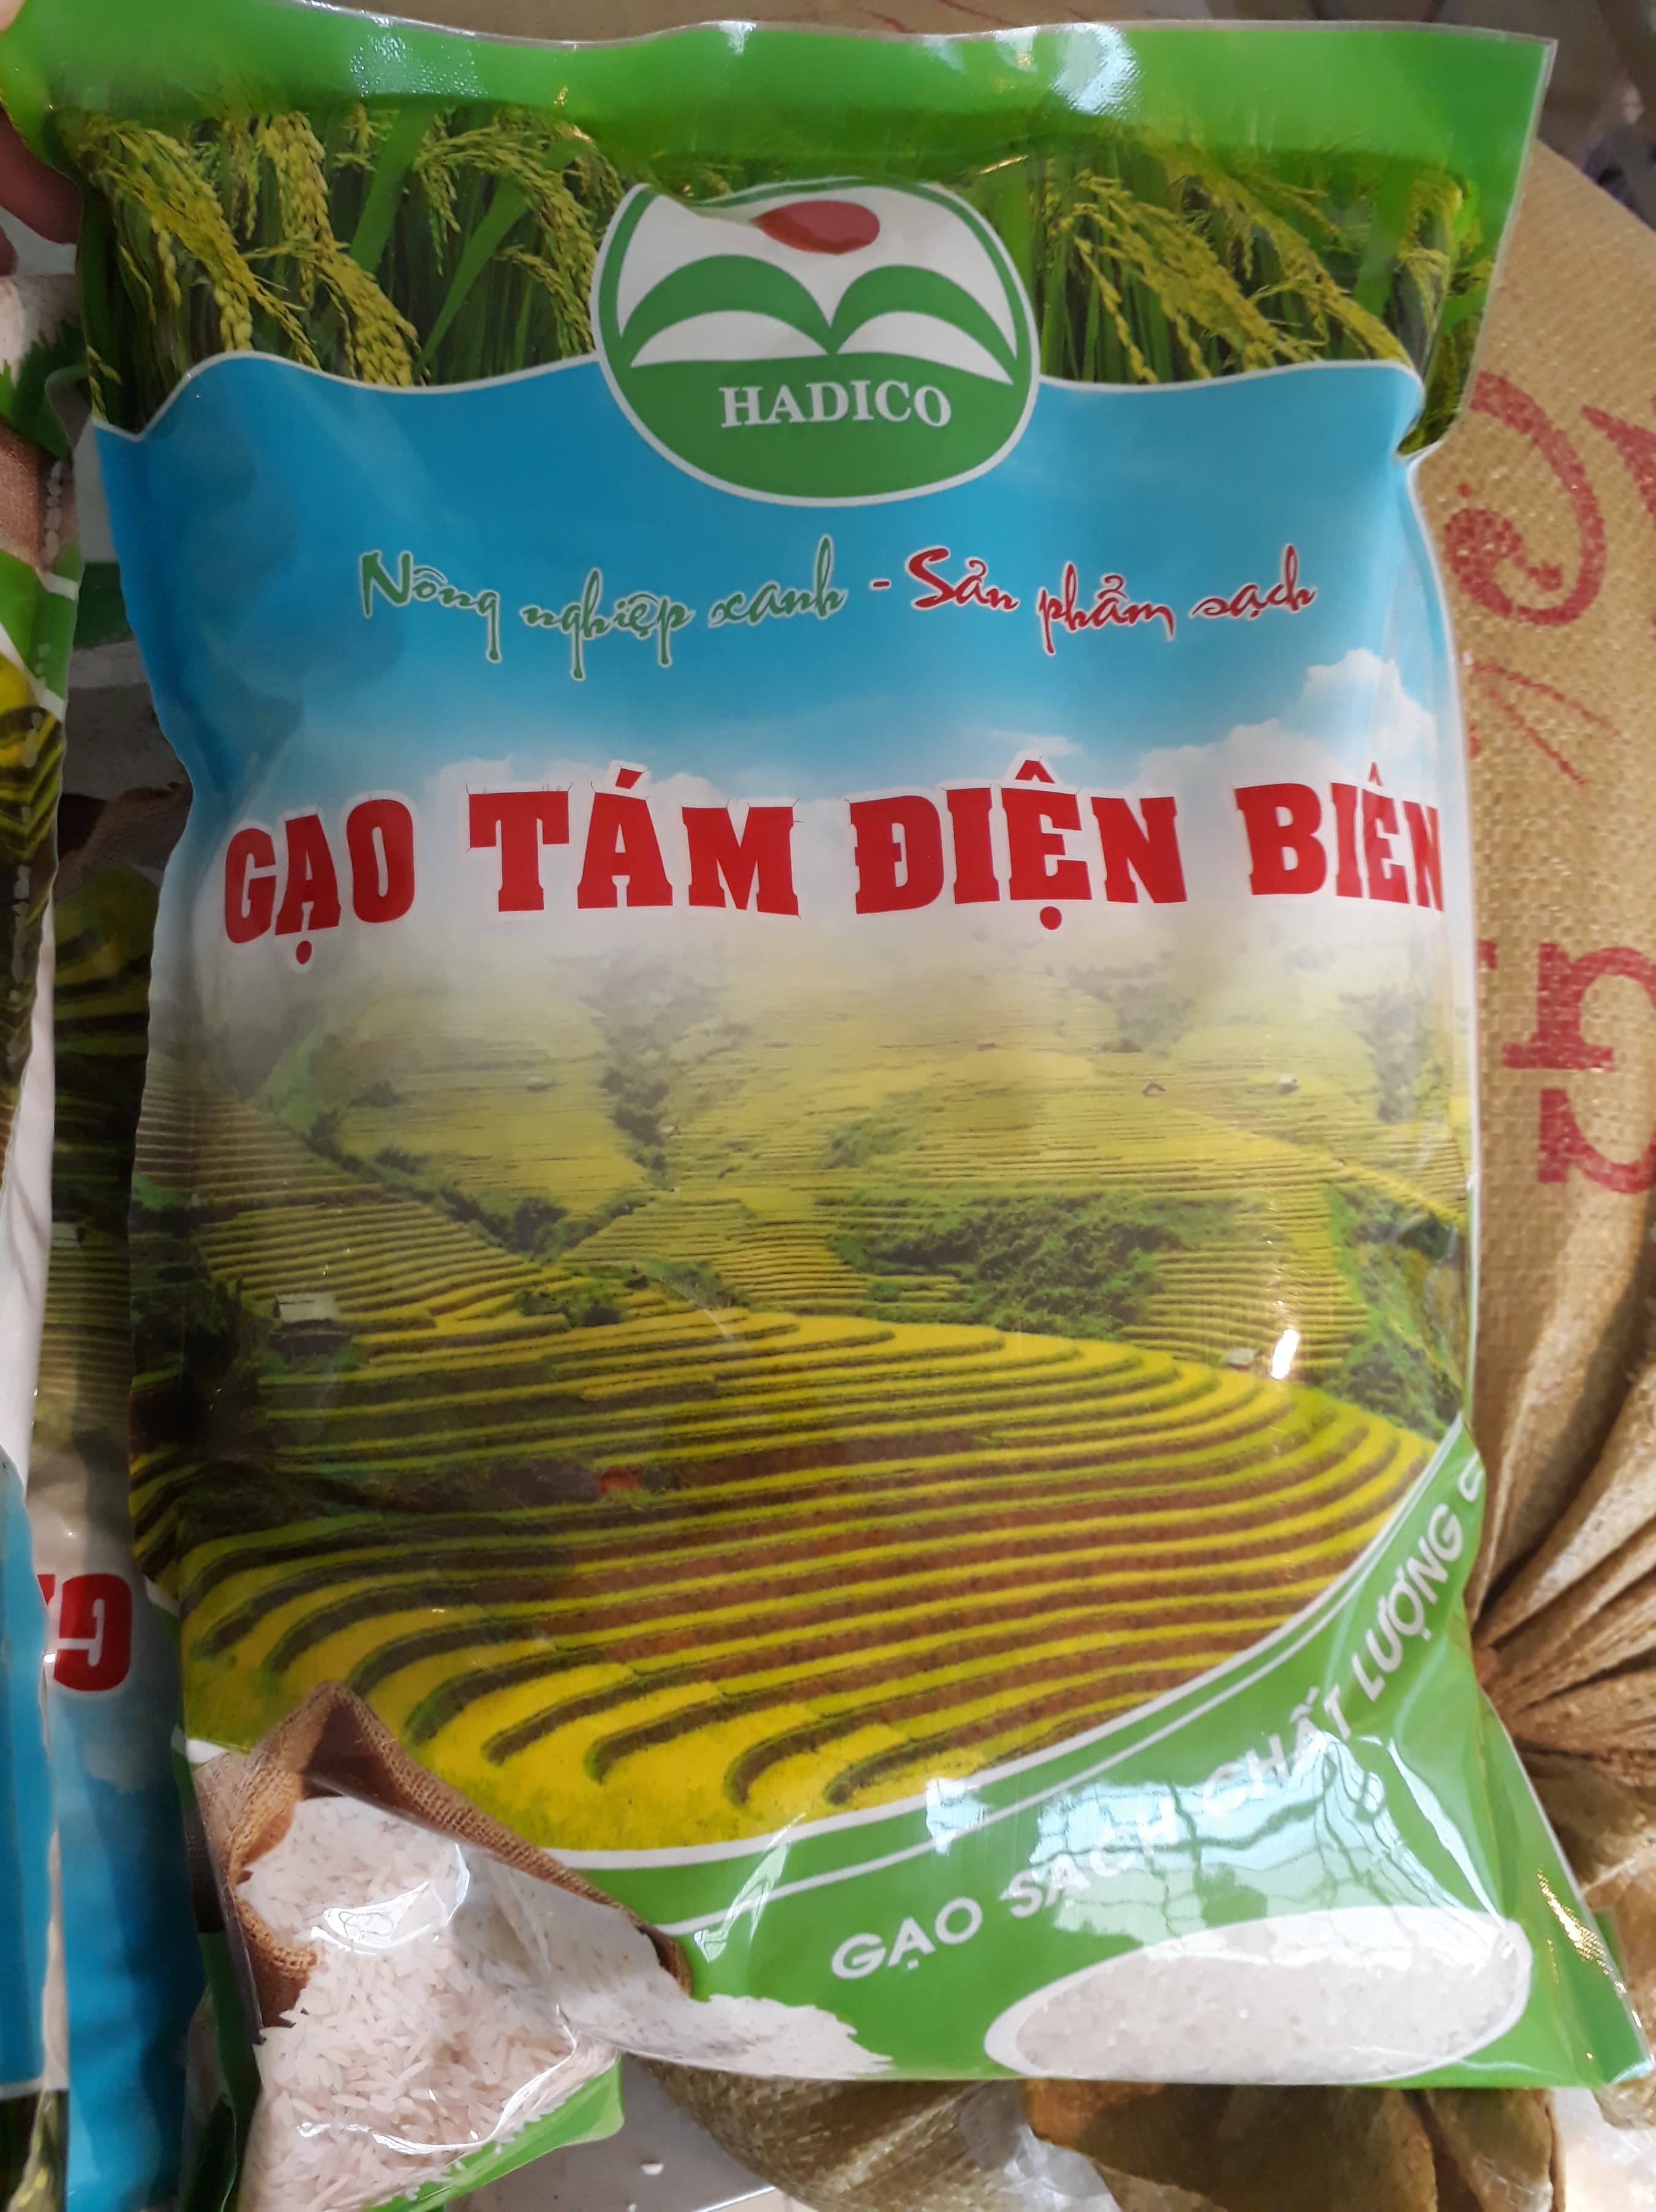 HADICO
Nông nghiệp xanh - Sản phẩm sạch
GẠO TÁM ĐIỆN BIÊN
GẠO SẠCH CHẤT LƯỢNG